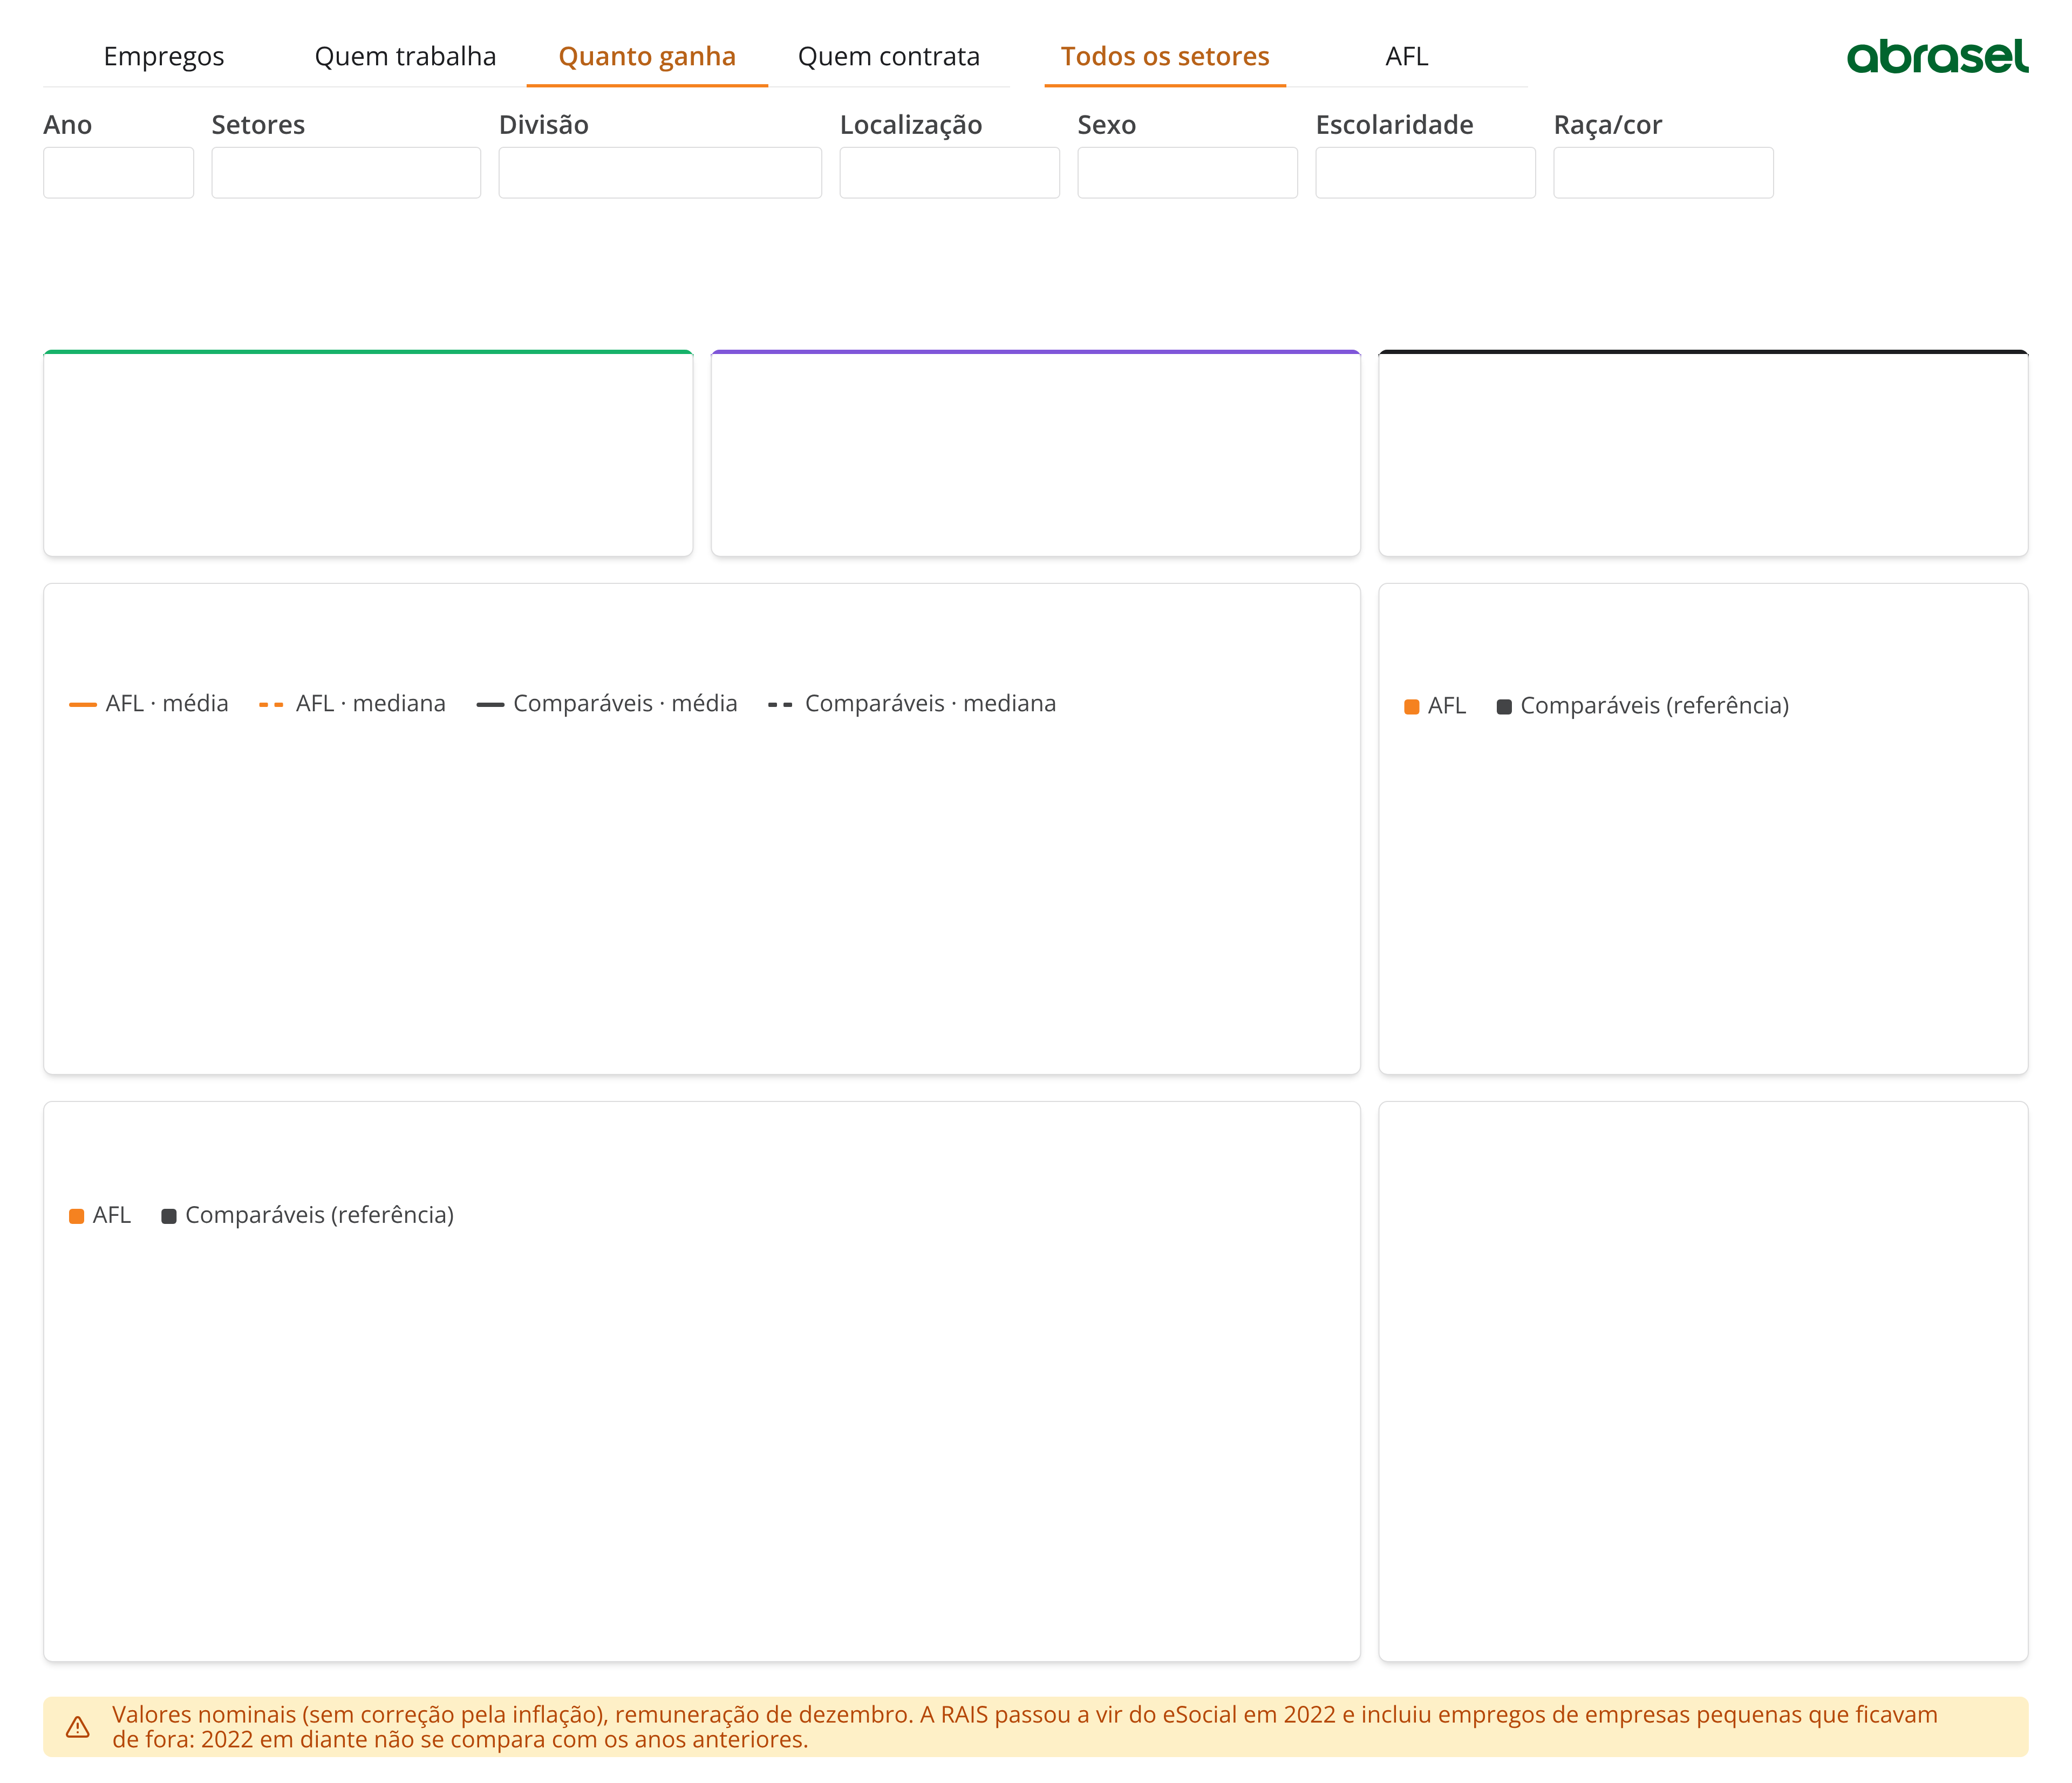 Empregos Quem trabalha Quanto ganha Quem contrata Todos os setores AFL abrasel
Ano Setores Divisão Localização Sexo Escolaridade Raça/cor
AFL · média AFL · mediana Comparáveis · média Comparáveis · mediana
AFL Comparáveis (referência)
AFL Comparáveis (referência)
Valores nominais (sem correção pela inflação), remuneração de dezembro. A RAIS passou a vir do eSocial em 2022 e incluiu empregos de empresas pequenas que ficavam
de fora: 2022 em diante não se compara com os anos anteriores.